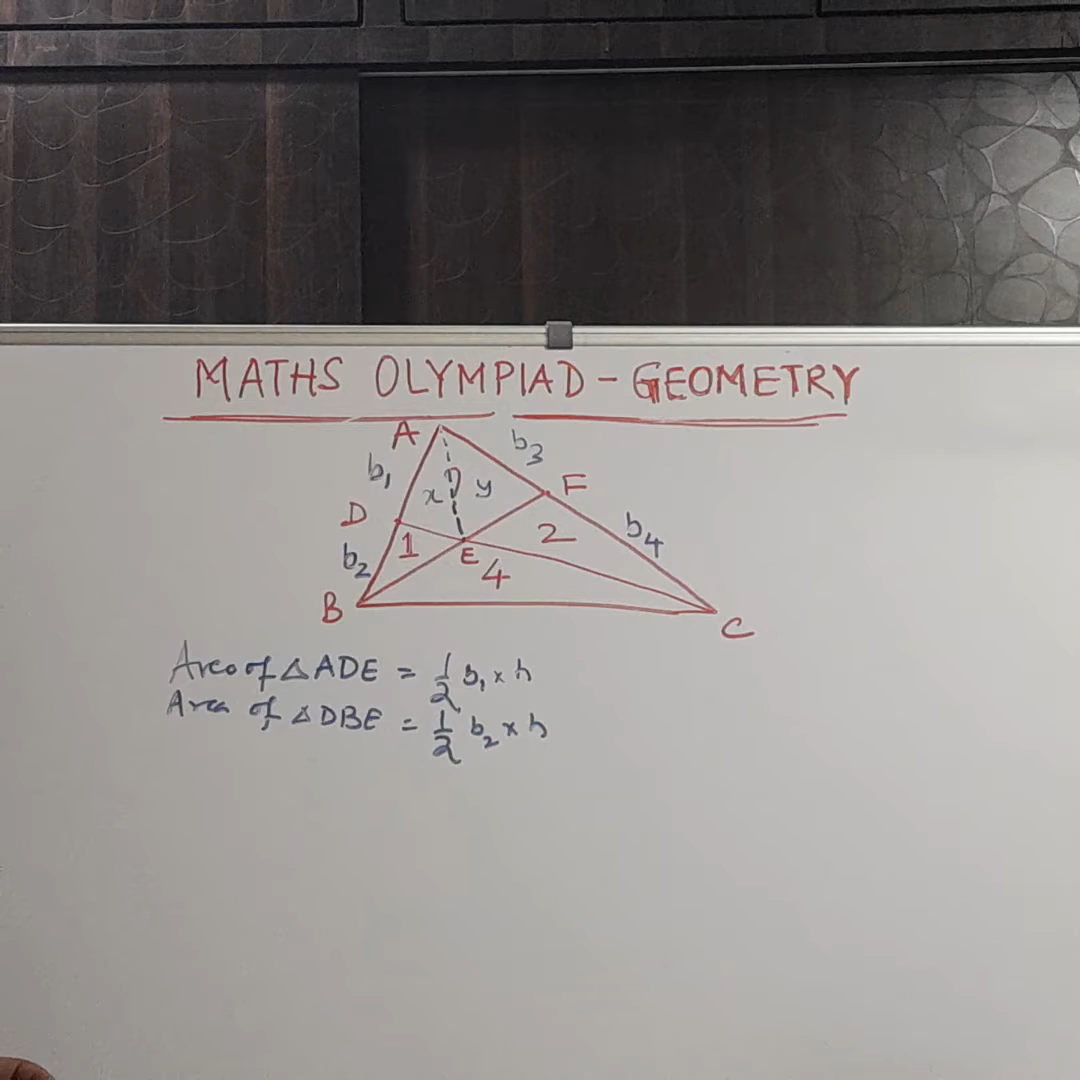 MATHS OLYMPIAD - GEOMETRY
A
b₃
b₁
x
?
y
F
D
b₄
b₂
1
E
2
4
B
C
Area of △ ADE = 1/2 b₁ × h
Area of △ DBE = 1/2 b₂ × h